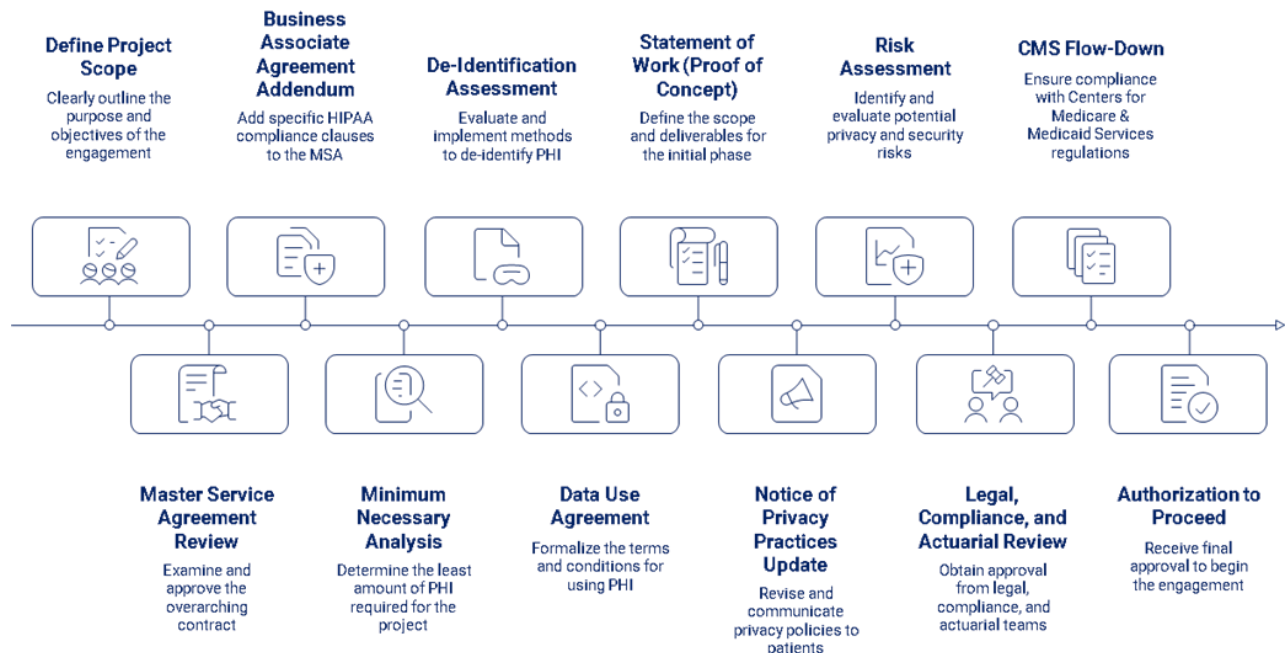 Define Project
Scope
Clearly outline the
purpose and
objectives of the
engagement
Business
Associate
Agreement
Addendum
Add specific HIPAA
compliance clauses
to the MSA
De-Identification
Assessment
Evaluate and
implement methods
to de-identify PHI
Statement of
Work (Proof of
Concept)
Define the scope
and deliverables for
the initial phase
Risk
Assessment
Identify and
evaluate potential
privacy and security
risks
CMS Flow-Down
Ensure compliance
with Centers for
Medicare &
Medicaid Services
regulations
Master Service
Agreement
Review
Examine and
approve the
overarching
contract
Minimum
Necessary
Analysis
Determine the least
amount of PHI
required for the
project
Data Use
Agreement
Formalize the terms
and conditions for
using PHI
Notice of
Privacy
Practices
Update
Revise and
communicate
privacy policies to
patients
Legal,
Compliance, and
Actuarial Review
Obtain approval
from legal,
compliance, and
actuarial teams
Authorization to
Proceed
Receive final
approval to begin
the engagement